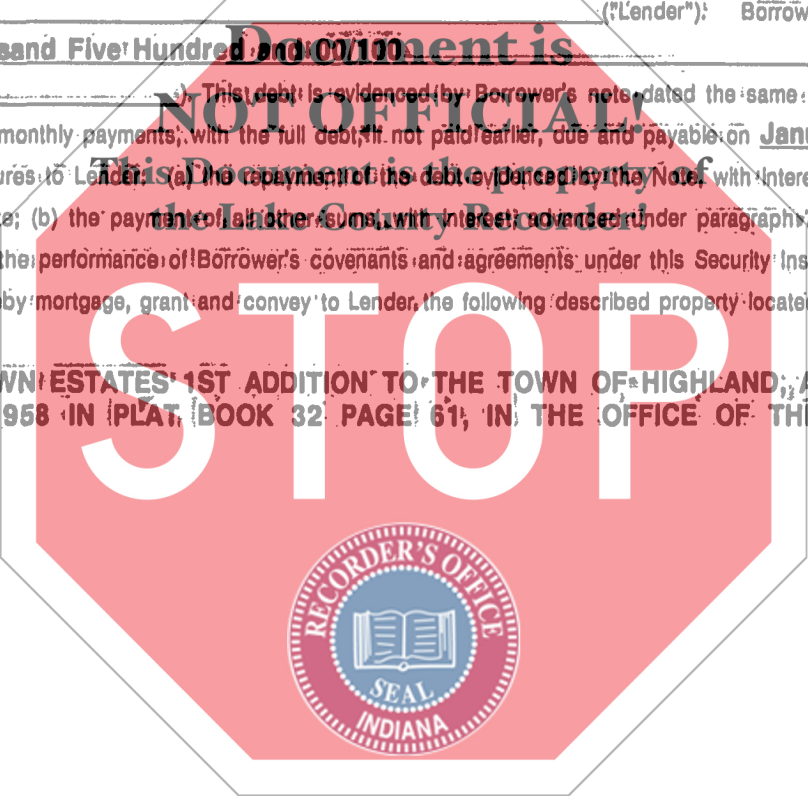 ("Lender"). Borrow
sand Five Hundred and 00/100
Document is
). This debt is evidenced by Borrower's note dated the same
NOT OFFICIAL!
monthly payments, with the full debt, if not paid earlier, due and payable on Jan
This Document is the property of
ures to Lender: (a) the repayment of the debt evidenced by the Note, with intere
the Lake County Recorder!
e; (b) the payment of all other sums, with interest, advanced under paragraph
the performance of Borrower's covenants and agreements under this Security Ins
by mortgage, grant and convey to Lender the following described property locate
WN ESTATES 1ST ADDITION TO THE TOWN OF HIGHLAND, A
958 IN PLAT BOOK 32 PAGE 61, IN THE OFFICE OF TH
STOP
RECORDER'S OFFICE
SEAL
INDIANA